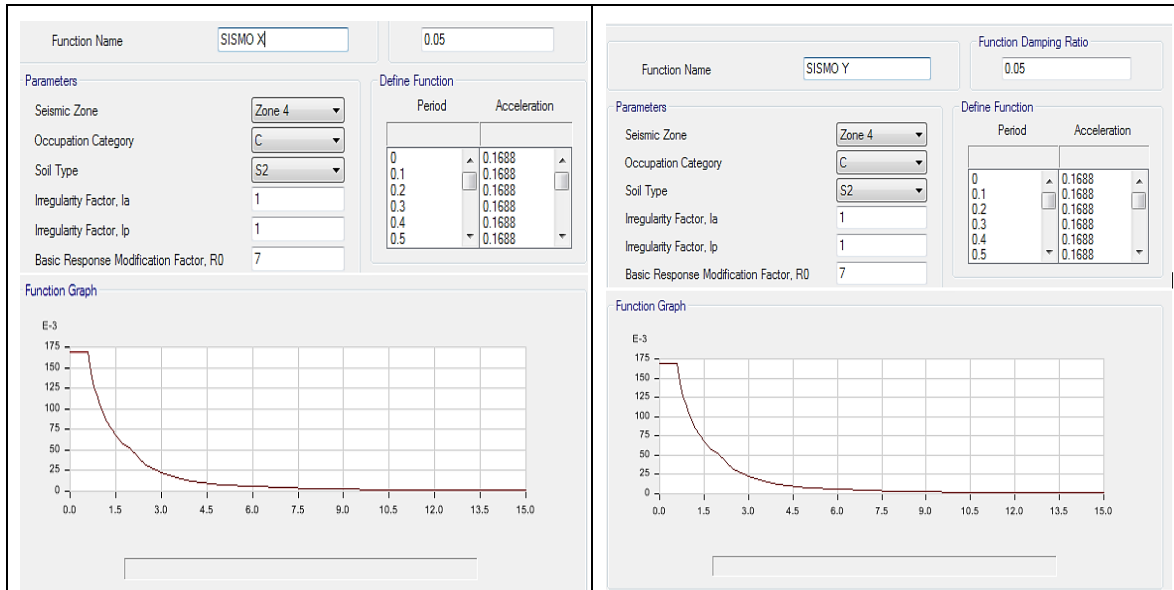 Function Name
SISMO X
0.05
Parameters
Seismic Zone
Zone 4
Occupation Category
C
Soil Type
S2
Irregularity Factor, Ia
1
Irregularity Factor, Ip
1
Basic Response Modification Factor, R0
7
Define Function
Period Acceleration
0 0.1688
0.1 0.1688
0.2 0.1688
0.3 0.1688
0.4 0.1688
0.5 0.1688
Function Graph
E-3
175
150
125
100
75
50
25
0
0.0 1.5 3.0 4.5 6.0 7.5 9.0 10.5 12.0 13.5 15.0
Function Name
SISMO Y
Function Damping Ratio
0.05
Parameters
Seismic Zone
Zone 4
Occupation Category
C
Soil Type
S2
Irregularity Factor, Ia
1
Irregularity Factor, Ip
1
Basic Response Modification Factor, R0
7
Define Function
Period Acceleration
0 0.1688
0.1 0.1688
0.2 0.1688
0.3 0.1688
0.4 0.1688
0.5 0.1688
Function Graph
E-3
175
150
125
100
75
50
25
0
0.0 1.5 3.0 4.5 6.0 7.5 9.0 10.5 12.0 13.5 15.0